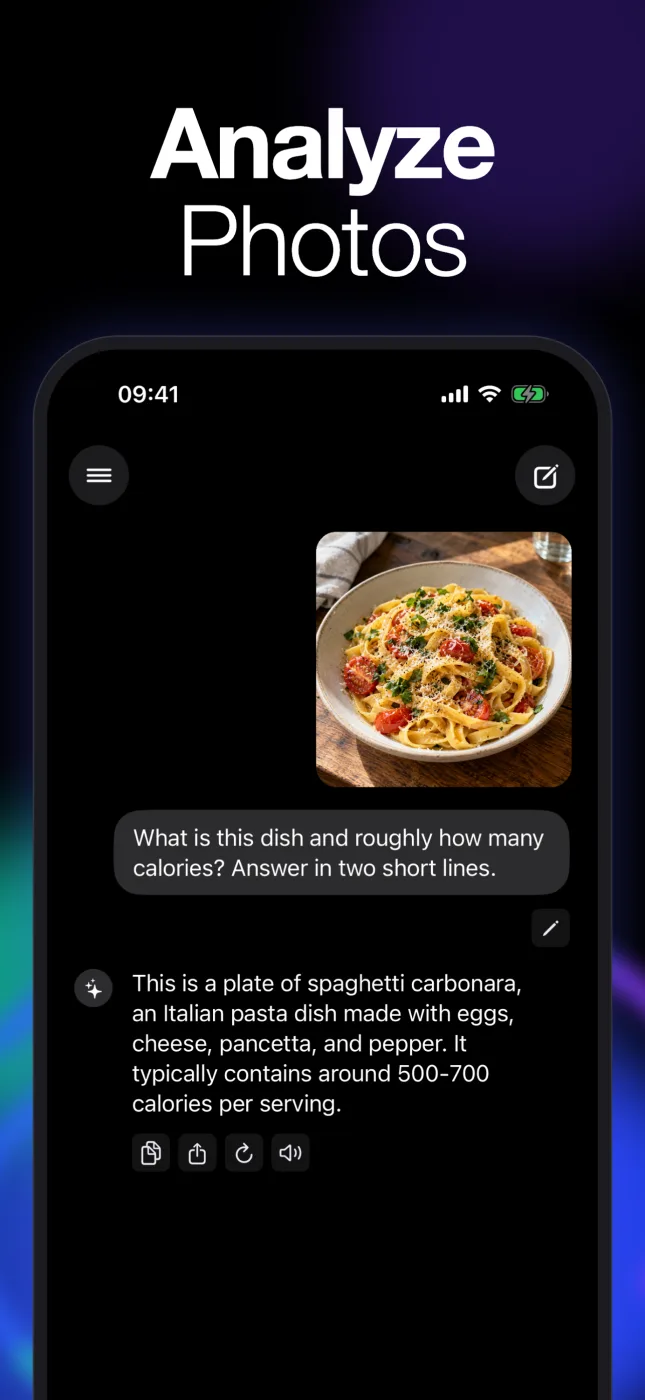 Analyze
Photos
09:41
What is this dish and roughly how many
calories? Answer in two short lines.
This is a plate of spaghetti carbonara,
an Italian pasta dish made with eggs,
cheese, pancetta, and pepper. It
typically contains around 500-700
calories per serving.